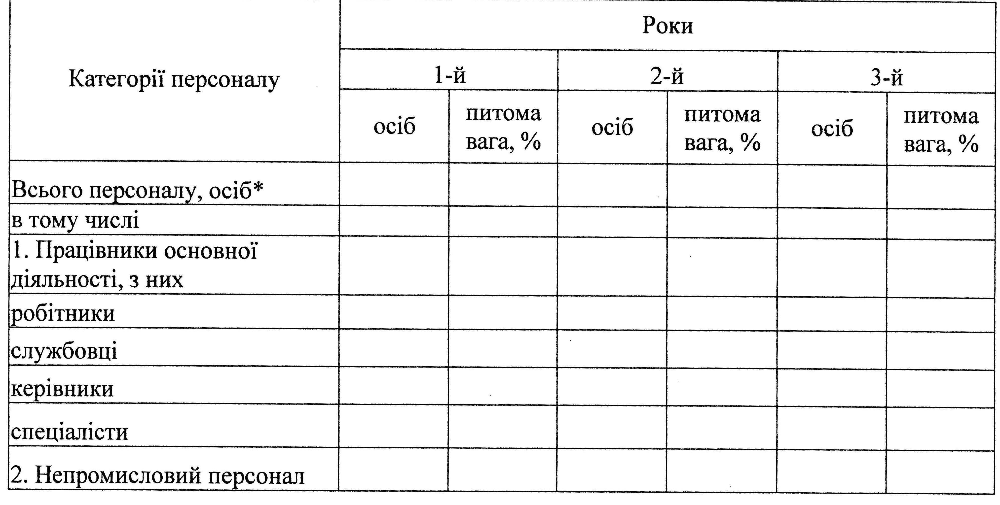 Категорії персоналу
Роки
1-й
2-й
3-й
осіб
питома
вага, %
осіб
питома
вага, %
осіб
питома
вага, %
Всього персоналу, осіб*
в тому числі
1. Працівники основної
діяльності, з них
робітники
службовці
керівники
спеціалісти
2. Непромисловий персонал